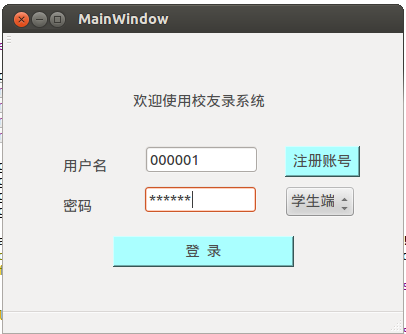 MainWindow
欢迎使用校友录系统
用户名 000001 注册账号
密码 ****** 学生端
登 录